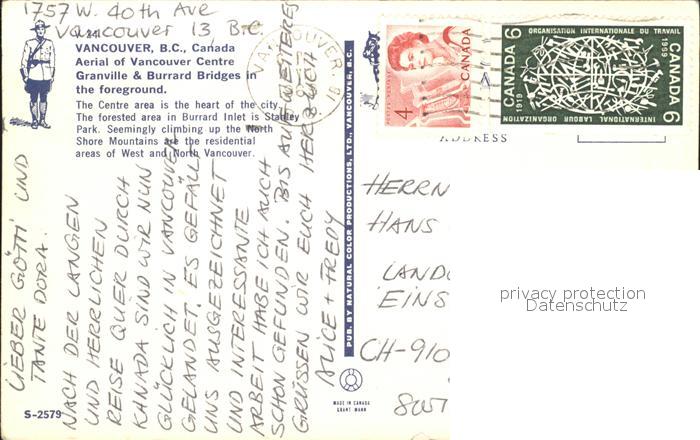 1757 W. 40th Ave
Vancouver 13, B.C.
VANCOUVER, B.C., Canada
Aerial of Vancouver Centre
Granville & Burrard Bridges in
the foreground.
The Centre area is the heart of the city.
The forested area in Burrard Inlet is Stanley
Park. Seemingly climbing up the North
Shore Mountains are the residential
areas of West and North Vancouver.
LIEBER GÖTTI UND
TANTE DORA.
NACH DER LANGEN
UND HERRLICHEN
REISE QUER DURCH
KANADA SIND WIR NUN
GLÜCKLICH IN VANCOUVER
GELANDET. ES GEFÄLLT
UNS AUSGEZEICHNET
UND INTERESSANTE
ARBEIT HABE ICH AUCH
SCHON GEFUNDEN. BIS AUF WEITERES
GRÜSSEN WIR EUCH HERZLICH
ALICE + FREDY
S-2579
PUB. BY NATURAL COLOR PRODUCTIONS, LTD., VANCOUVER, B.C.
MADE IN CANADA
GRANT MANN
VANCOUVER
POSTES POSTAGE
4
CANADA
CANADA 6
ORGANISATION INTERNATIONALE DU TRAVAIL
1919
1969
INTERNATIONAL LABOUR ORGANIZATION
CANADA 6
ADDRESS
HERRN
HANS
LANDO
EINS
CH-910
privacy protection
Datenschutz